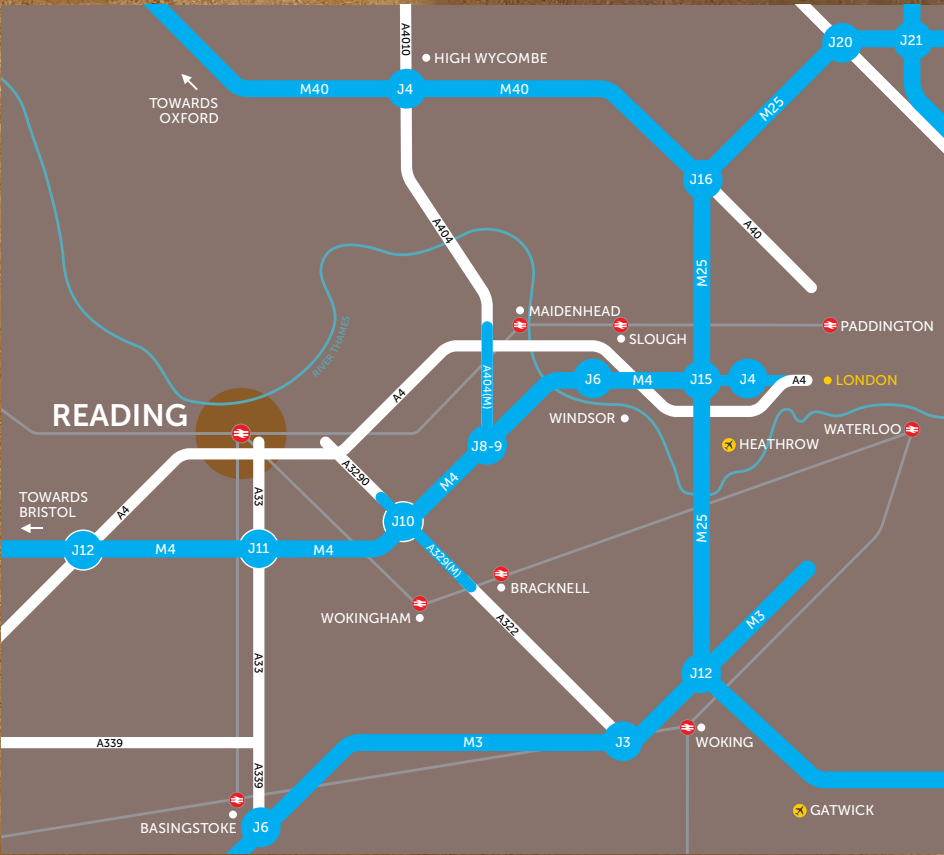 A4010
HIGH WYCOMBE
J20
J21
M40
J4
M40
TOWARDS
OXFORD
M25
J16
A404
A40
M25
RIVER THAMES
MAIDENHEAD
SLOUGH
PADDINGTON
A4
A404(M)
J6
M4
J15
J4
A4
LONDON
READING
WINDSOR
WATERLOO
HEATHROW
J8-9
A33
A3290
M4
TOWARDS
BRISTOL
A4
J10
M25
J12
M4
J11
M4
A329(M)
BRACKNELL
WOKINGHAM
A322
M3
A33
J12
A339
M3
J3
WOKING
A339
GATWICK
BASINGSTOKE
J6